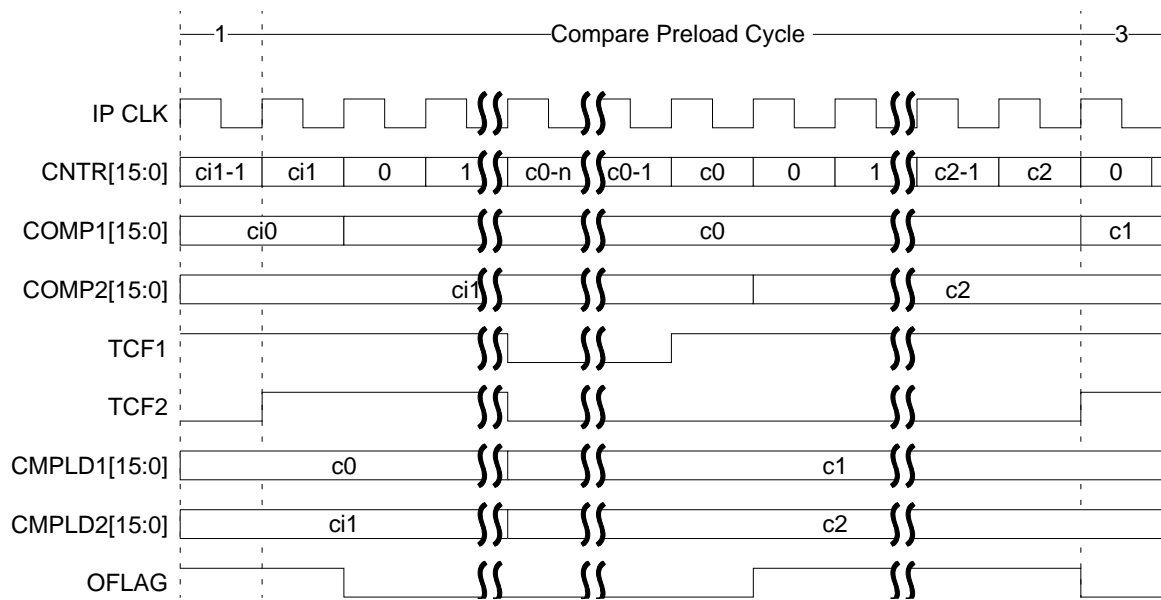 1 Compare Preload Cycle 3
IP CLK
CNTR[15:0] ci1-1 ci1 0 1 c0-n c0-1 c0 0 1 c2-1 c2 0
COMP1[15:0] ci0 c0 c1
COMP2[15:0] ci1 c2
TCF1
TCF2
CMPLD1[15:0] c0 c1
CMPLD2[15:0] ci1 c2
OFLAG